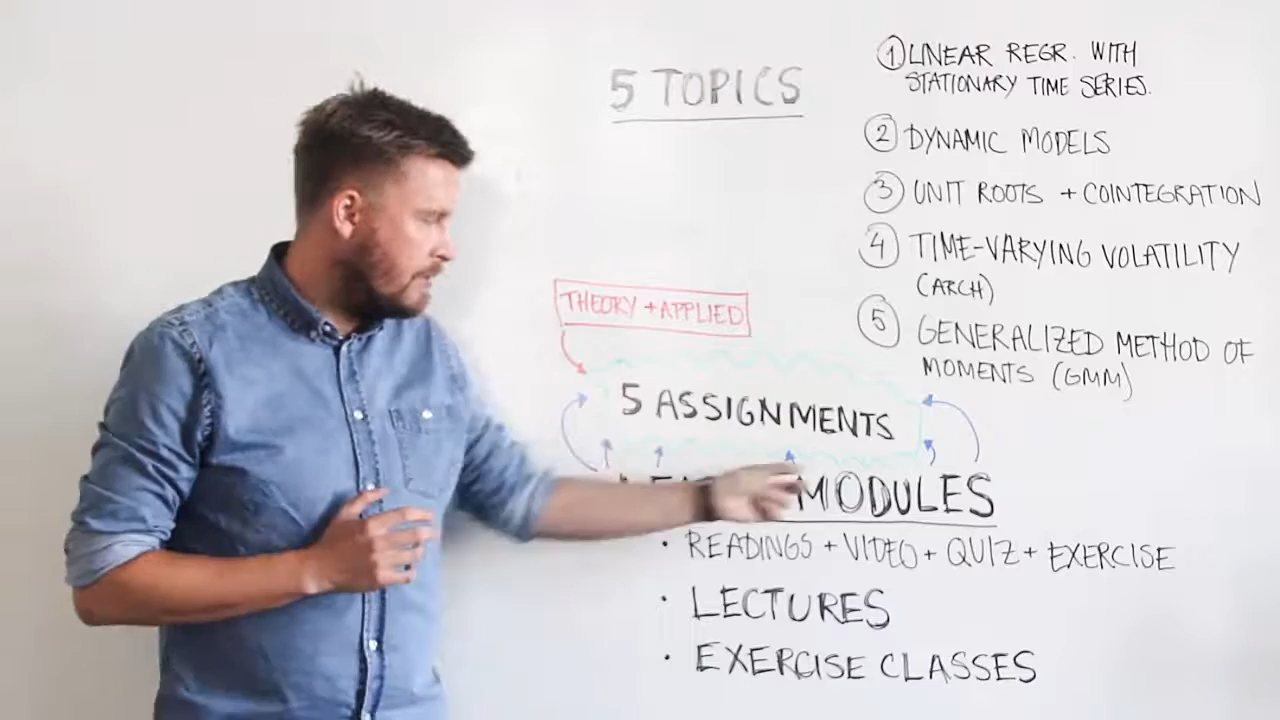 5 TOPICS
① LINEAR REGR. WITH
STATIONARY TIME SERIES.
② DYNAMIC MODELS
③ UNIT ROOTS + COINTEGRATION
④ TIME-VARYING VOLATILITY
(ARCH)
⑤ GENERALIZED METHOD OF
MOMENTS (GMM)
THEORY + APPLIED
5 ASSIGNMENTS
MODULES
• READINGS + VIDEO + QUIZ + EXERCISE
• LECTURES
• EXERCISE CLASSES